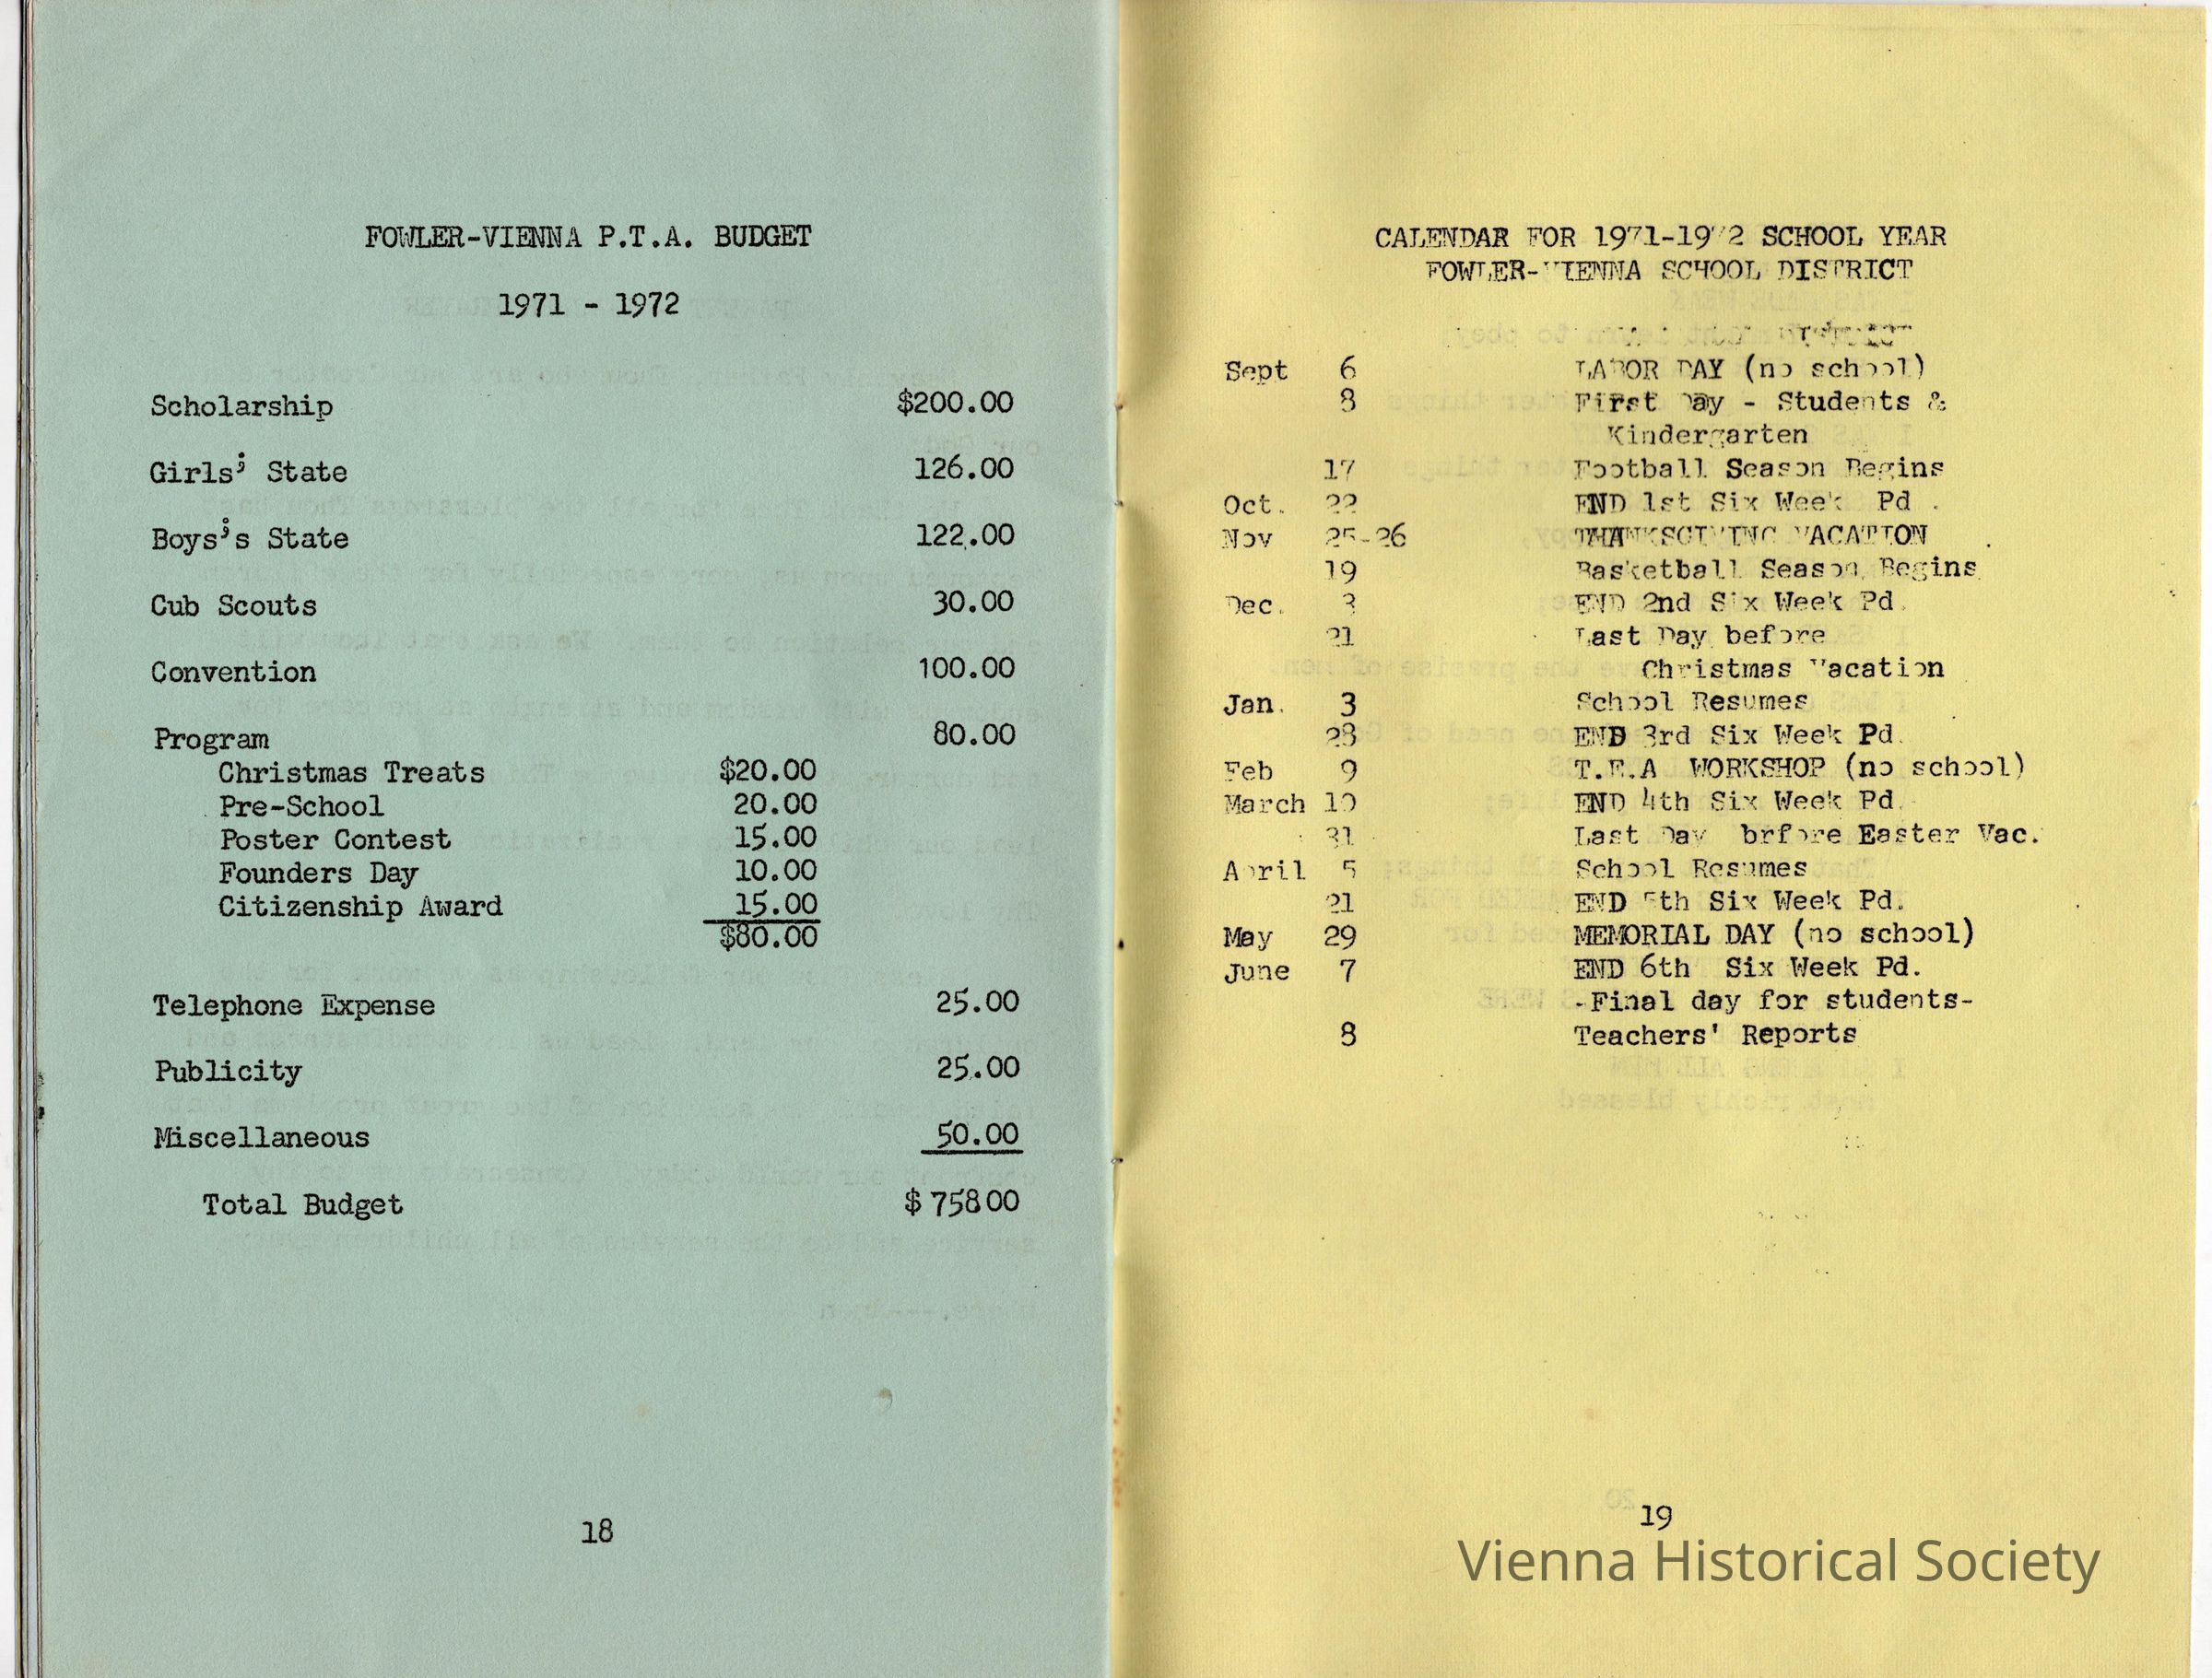 FOWLER-VIENNA P.T.A. BUDGET
1971 - 1972
Scholarship $200.00
Girls' State 126.00
Boys's State 122.00
Cub Scouts 30.00
Convention 100.00
Program 80.00
Christmas Treats $20.00
Pre-School 20.00
Poster Contest 15.00
Founders Day 10.00
Citizenship Award 15.00
$80.00
Telephone Expense 25.00
Publicity 25.00
Miscellaneous 50.00
Total Budget $ 75800
18
CALENDAR FOR 1971-1972 SCHOOL YEAR
FOWLER-VIENNA SCHOOL DISTRICT
Sept 6 LABOR DAY (no school)
8 First Day - Students &
Kindergarten
17 Football Season Begins
Oct. 22 END 1st Six Week Pd .
Nov 25-26 THANKSGIVING VACATION
19 Basketball Season Begins
Dec. 3 END 2nd Six Week Pd.
21 Last Day before
Christmas Vacation
Jan. 3 School Resumes
28 END 3rd Six Week Pd.
Feb 9 T.E.A WORKSHOP (no school)
March 10 END 4th Six Week Pd.
31 Last Day brfore Easter Vac.
April 5 School Resumes
21 END 5th Six Week Pd.
May 29 MEMORIAL DAY (no school)
June 7 END 6th Six Week Pd.
-Final day for students-
8 Teachers' Reports
19
Vienna Historical Society